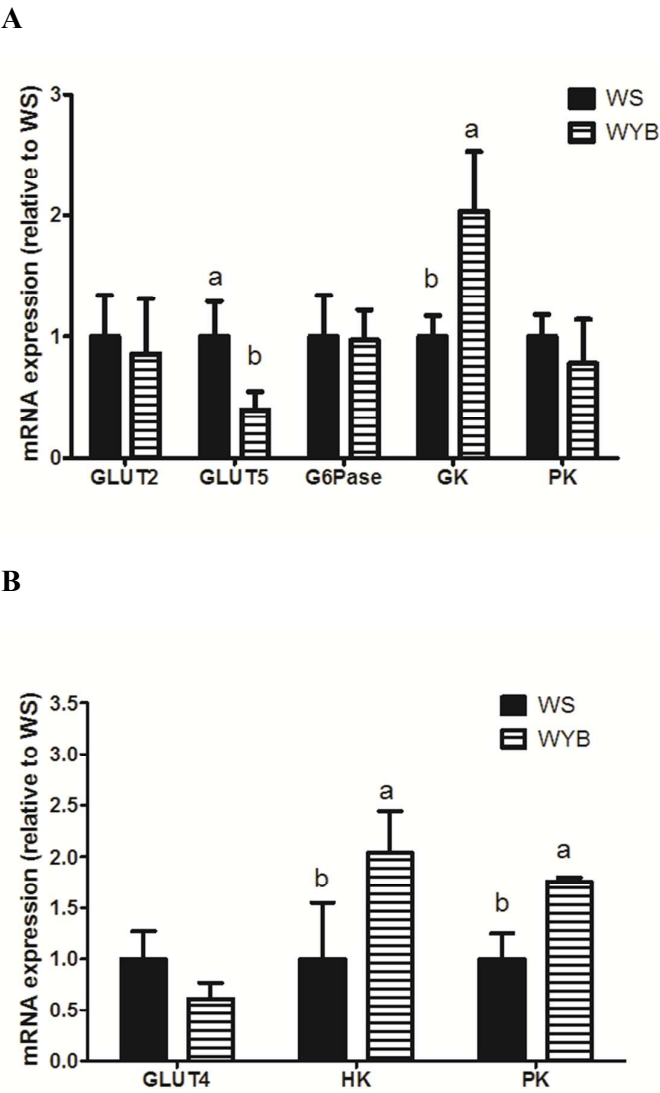 A
mRNA expression (relative to WS)
3
2
1
0
WS
WYB
a
b
b
a
GLUT2 GLUT5 G6Pase GK PK
B
mRNA expression (relative to WS)
3.5
3.0
2.5
2.0
1.5
1.0
0.5
0.0
WS
WYB
b
a
b
a
GLUT4 HK PK